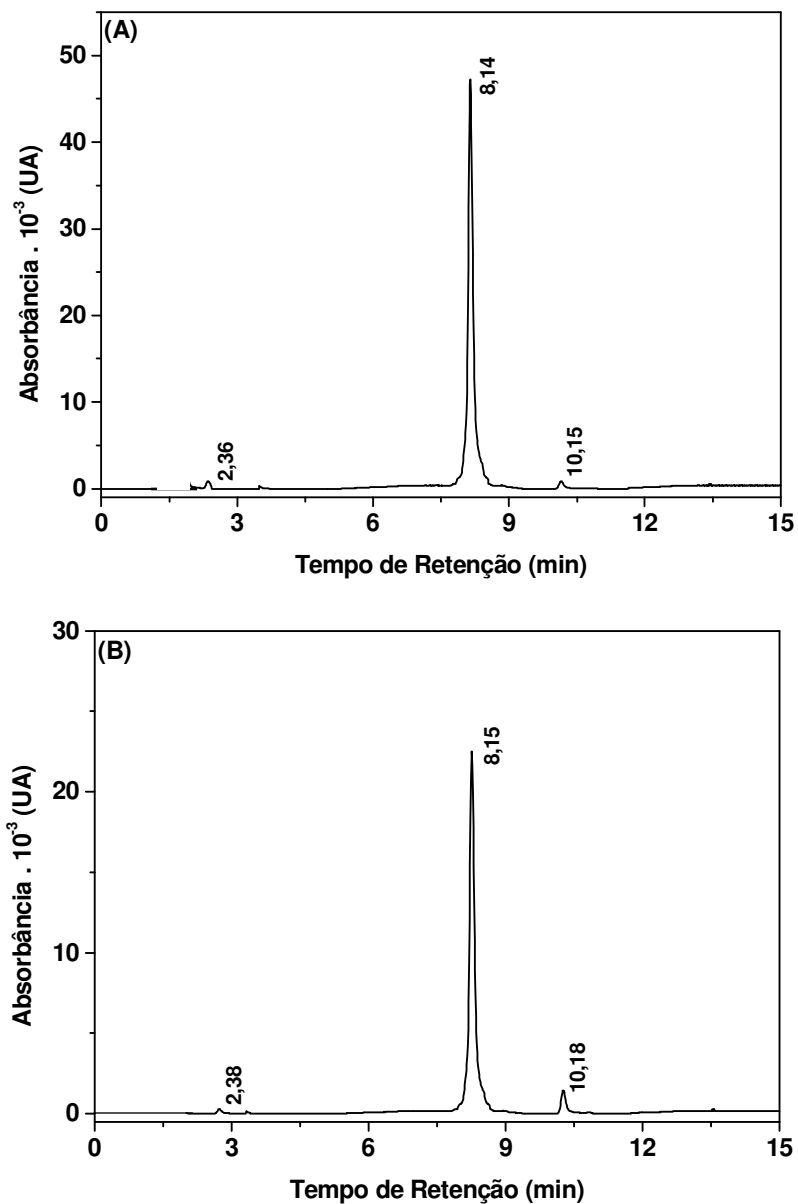 (A)
50
40
30
20
10
0
Absorbância . 10⁻³ (UA)
2,36
8,14
10,15
0 3 6 9 12 15
Tempo de Retenção (min)
(B)
30
20
10
0
Absorbância . 10⁻³ (UA)
2,38
8,15
10,18
0 3 6 9 12 15
Tempo de Retenção (min)